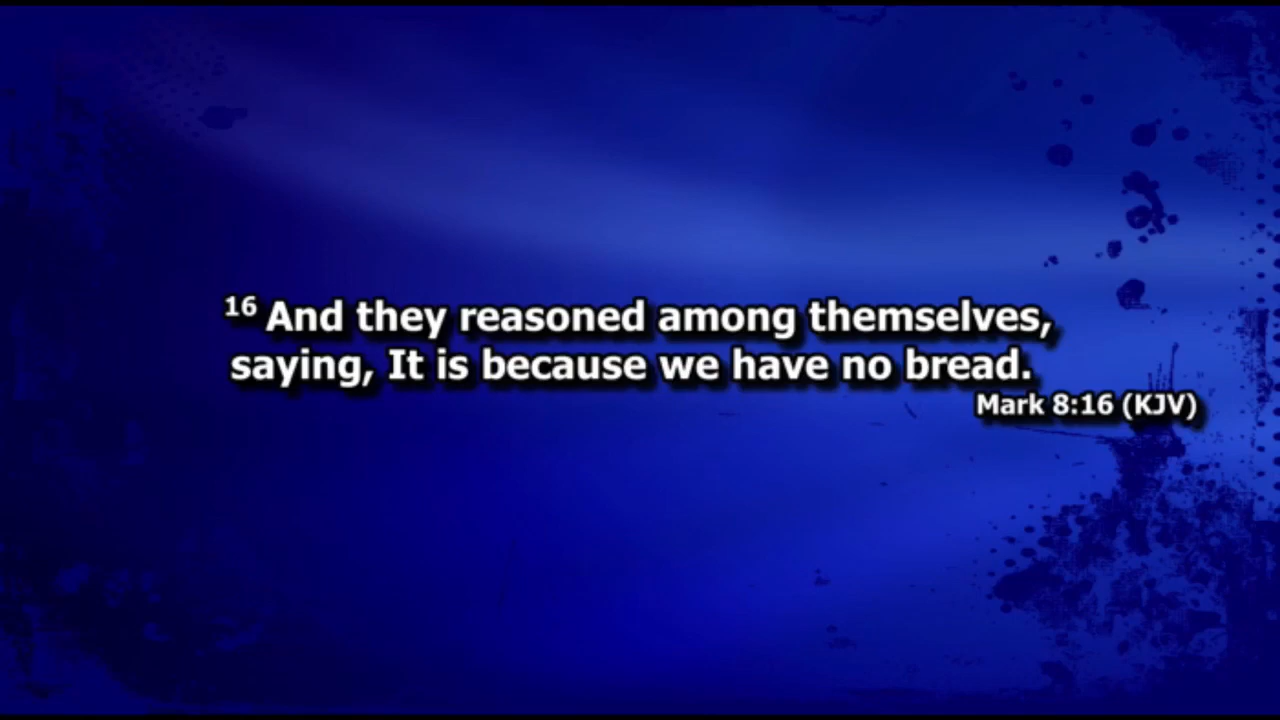 16 And they reasoned among themselves,
saying, It is because we have no bread.
Mark 8:16 (KJV)